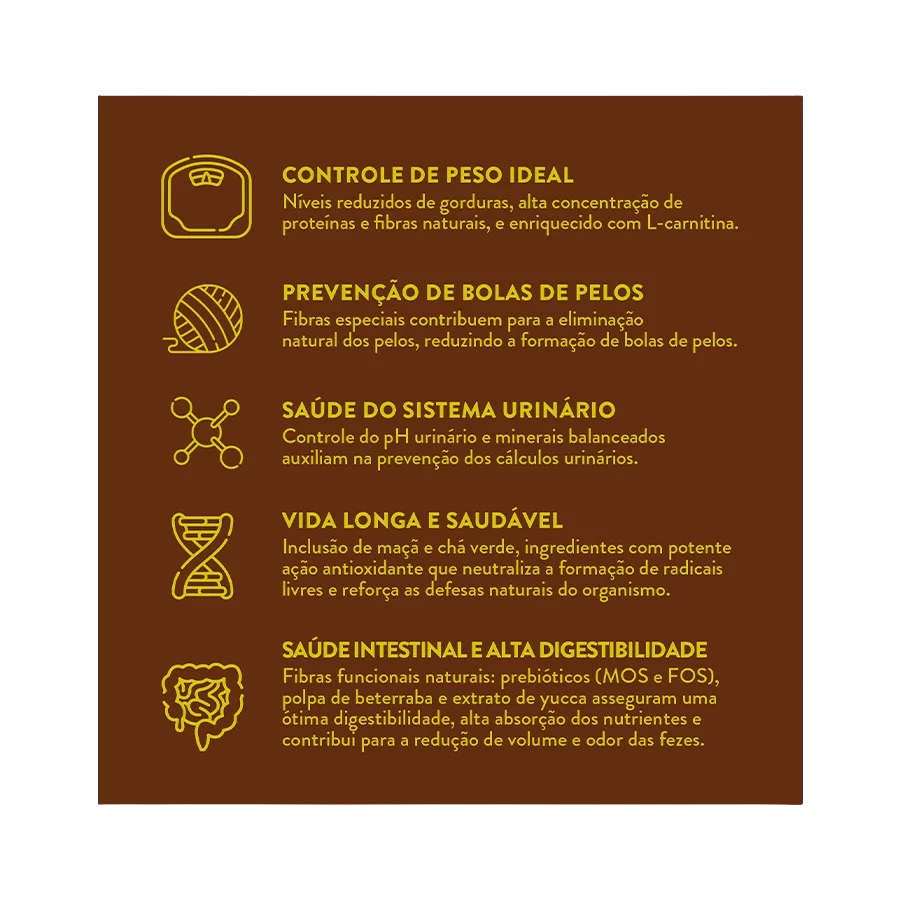 CONTROLE DE PESO IDEAL
Níveis reduzidos de gorduras, alta concentração de
proteínas e fibras naturais, e enriquecido com L-carnitina.
PREVENÇÃO DE BOLAS DE PELOS
Fibras especiais contribuem para a eliminação
natural dos pelos, reduzindo a formação de bolas de pelos.
SAÚDE DO SISTEMA URINÁRIO
Controle do pH urinário e minerais balanceados
auxiliam na prevenção dos cálculos urinários.
VIDA LONGA E SAUDÁVEL
Inclusão de maçã e chá verde, ingredientes com potente
ação antioxidante que neutraliza a formação de radicais
livres e reforça as defesas naturais do organismo.
SAÚDE INTESTINAL E ALTA DIGESTIBILIDADE
Fibras funcionais naturais: prebióticos (MOS e FOS),
polpa de beterraba e extrato de yucca asseguram uma
ótima digestibilidade, alta absorção dos nutrientes e
contribui para a redução de volume e odor das fezes.